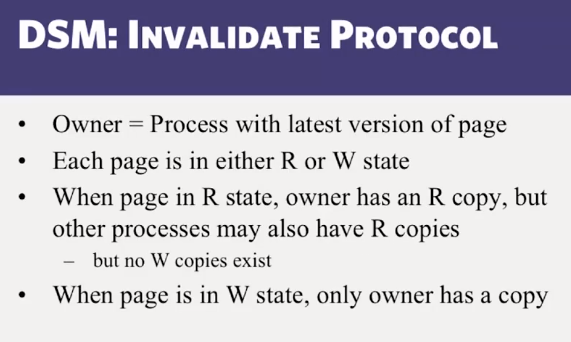 DSM: INVALIDATE PROTOCOL
• Owner = Process with latest version of page
• Each page is in either R or W state
• When page in R state, owner has an R copy, but
other processes may also have R copies
– but no W copies exist
• When page is in W state, only owner has a copy